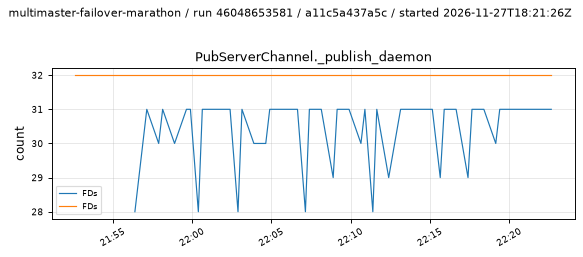 multimaster-failover-marathon / run 46048653581 / a11c5a437a5c / started 2026-11-27T18:21:26Z
PubServerChannel._publish_daemon
count
32
31
30
29
28
FDs
FDs
21:55
22:00
22:05
22:10
22:15
22:20